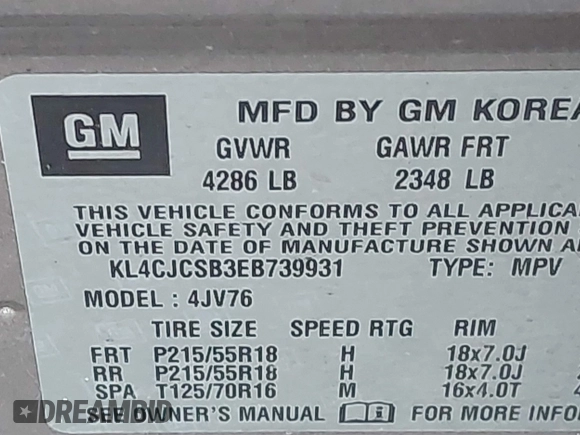 GM
MFD BY GM KOREA
GVWR GAWR FRT
4286 LB 2348 LB
THIS VEHICLE CONFORMS TO ALL APPLICA
VEHICLE SAFETY AND THEFT PREVENTION
ON THE DATE OF MANUFACTURE SHOWN A
KL4CJCSB3EB739931 TYPE: MPV
MODEL : 4JV76
TIRE SIZE SPEED RTG RIM
FRT P215/55R18 H 18x7.0J
RR P215/55R18 H 18x7.0J
SPA T125/70R16 M 16x4.0T
SEE OWNER'S MANUAL FOR MORE INFO
DREAMBID